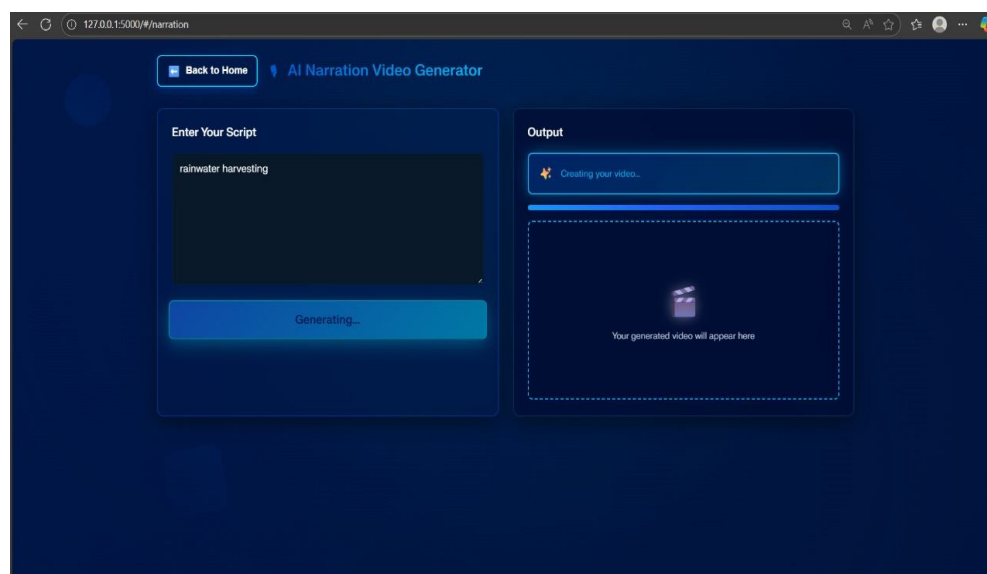 127.0.0.1:5000/#/narration
Back to Home
AI Narration Video Generator
Enter Your Script
rainwater harvesting
Generating...
Output
Creating your video...
Your generated video will appear here